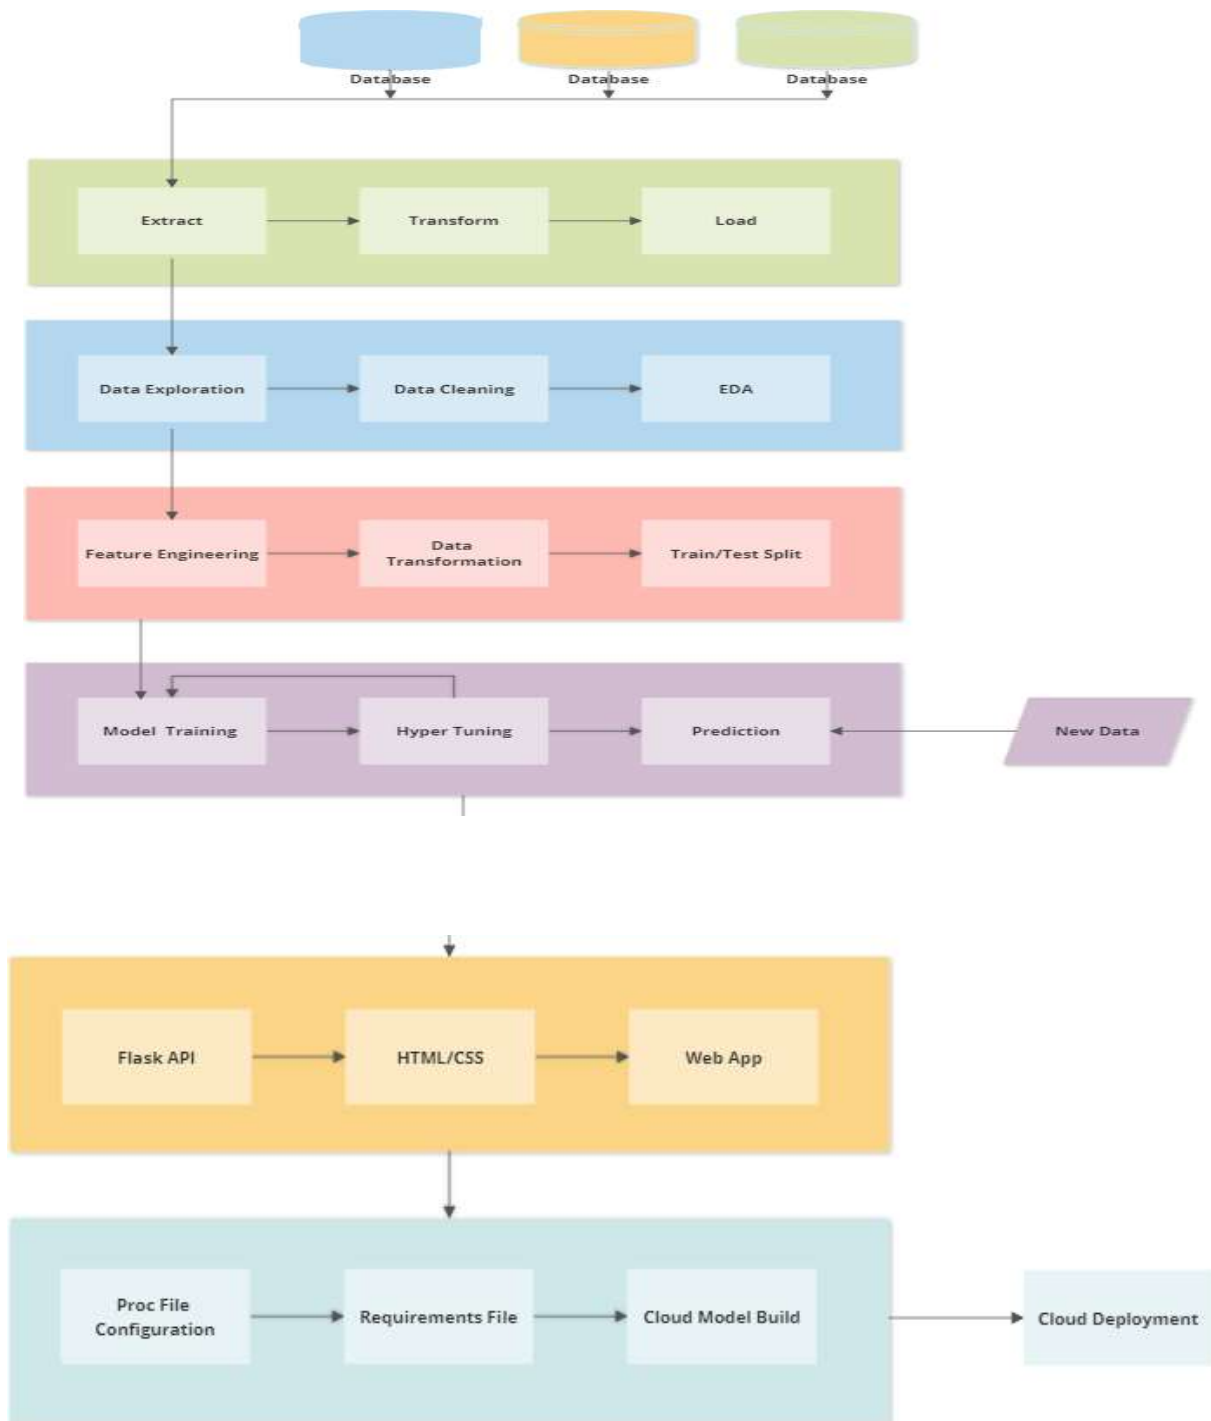 Database
Database
Database
Extract
Transform
Load
Data Exploration
Data Cleaning
EDA
Feature Engineering
Data
Transformation
Train/Test Split
Model Training
Hyper Tuning
Prediction
New Data
Flask API
HTML/CSS
Web App
Proc File
Configuration
Requirements File
Cloud Model Build
Cloud Deployment